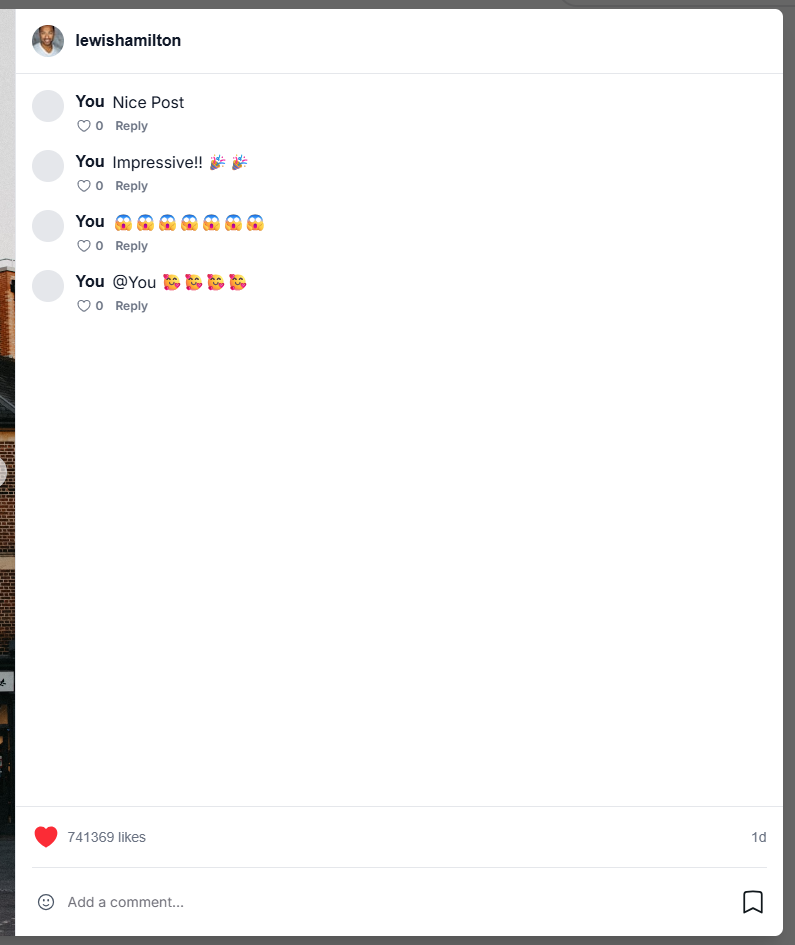 lewishamilton
You Nice Post
0 Reply
You Impressive!! 🎉 🎉
0 Reply
You 😱 😱 😱 😱 😱 😱 😱
0 Reply
You @You 🥰 🥰 🥰 🥰
0 Reply
741369 likes 1d
Add a comment...